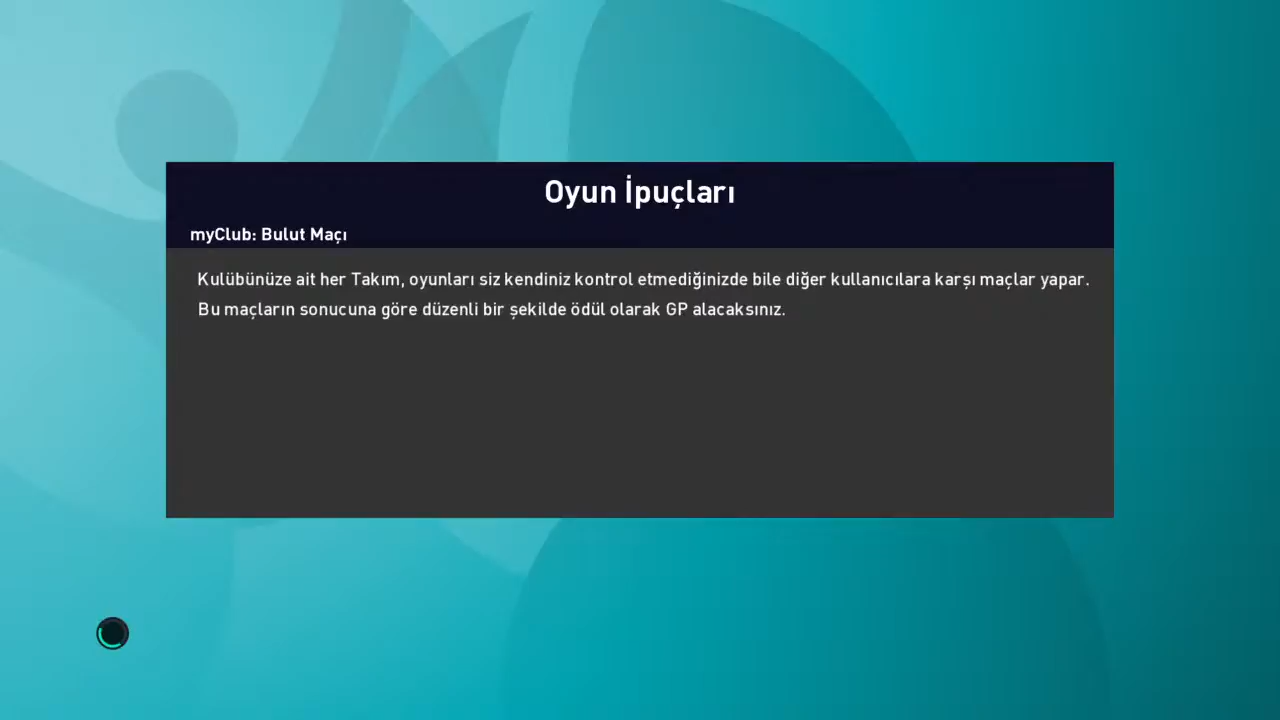 Oyun İpuçları
myClub: Bulut Maçı
Kulübünüze ait her Takım, oyunları siz kendiniz kontrol etmediğinizde bile diğer kullanıcılara karşı maçlar yapar.
Bu maçların sonucuna göre düzenli bir şekilde ödül olarak GP alacaksınız.